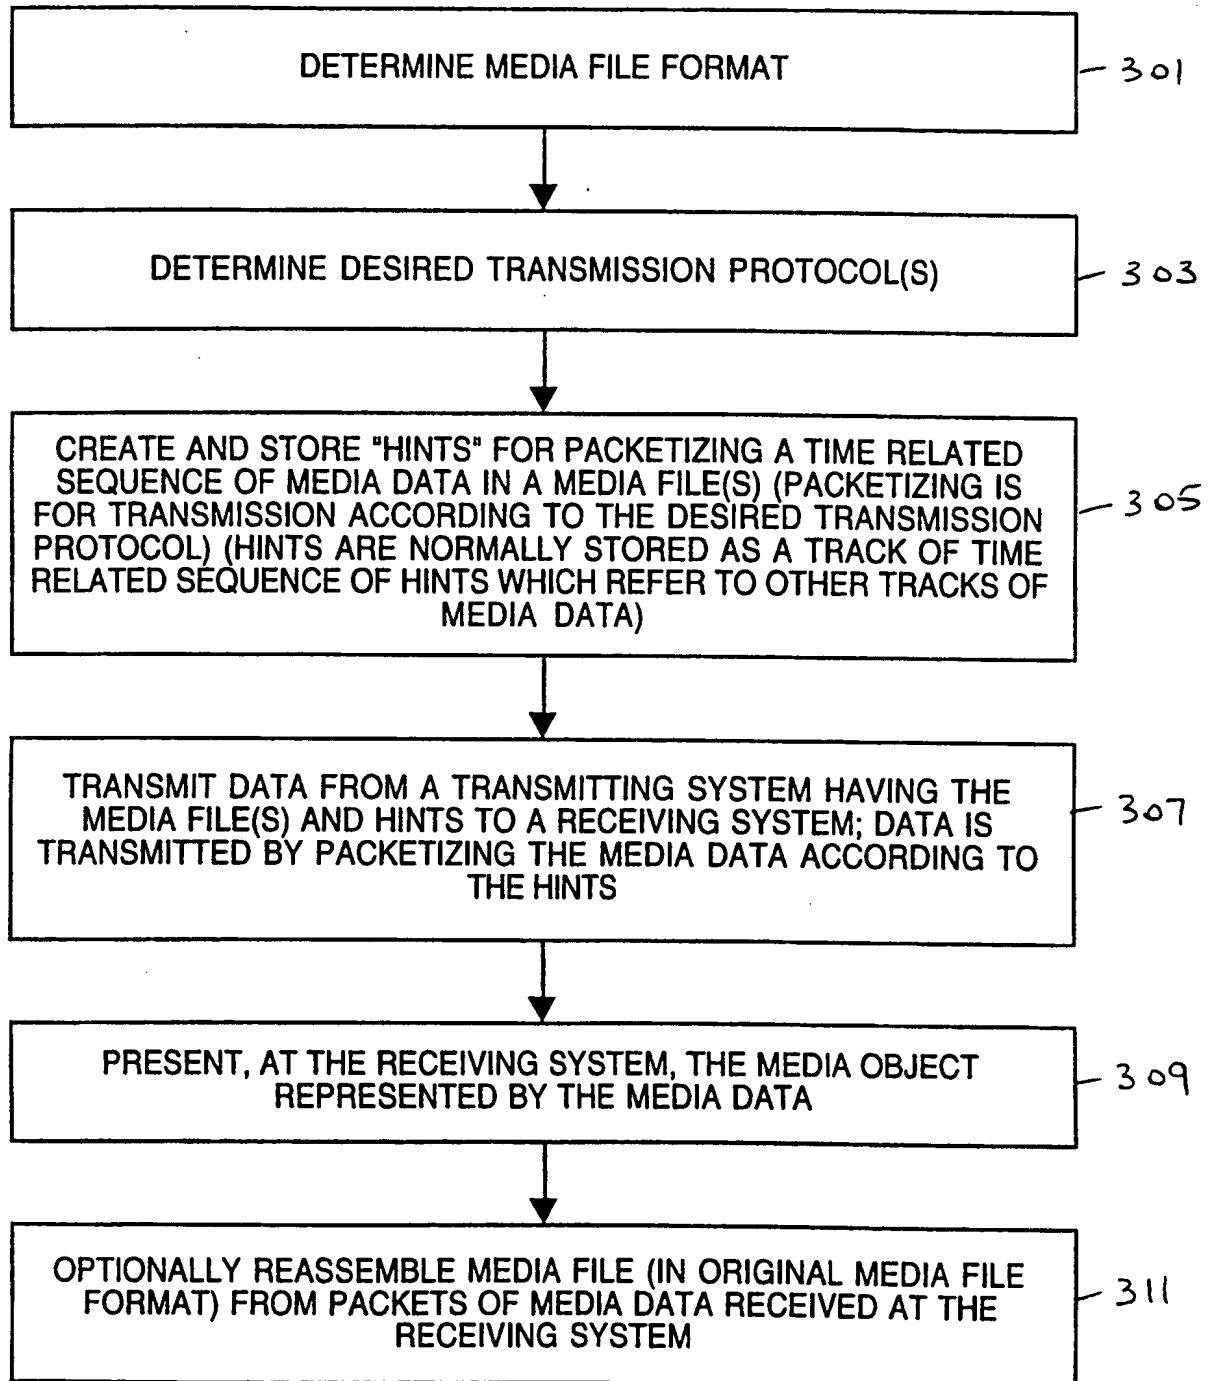 DETERMINE MEDIA FILE FORMAT
301
DETERMINE DESIRED TRANSMISSION PROTOCOL(S)
303
CREATE AND STORE "HINTS" FOR PACKETIZING A TIME RELATED
SEQUENCE OF MEDIA DATA IN A MEDIA FILE(S) (PACKETIZING IS
FOR TRANSMISSION ACCORDING TO THE DESIRED TRANSMISSION
PROTOCOL) (HINTS ARE NORMALLY STORED AS A TRACK OF TIME
RELATED SEQUENCE OF HINTS WHICH REFER TO OTHER TRACKS OF
MEDIA DATA)
305
TRANSMIT DATA FROM A TRANSMITTING SYSTEM HAVING THE
MEDIA FILE(S) AND HINTS TO A RECEIVING SYSTEM; DATA IS
TRANSMITTED BY PACKETIZING THE MEDIA DATA ACCORDING TO
THE HINTS
307
PRESENT, AT THE RECEIVING SYSTEM, THE MEDIA OBJECT
REPRESENTED BY THE MEDIA DATA
309
OPTIONALLY REASSEMBLE MEDIA FILE (IN ORIGINAL MEDIA FILE
FORMAT) FROM PACKETS OF MEDIA DATA RECEIVED AT THE
RECEIVING SYSTEM
311